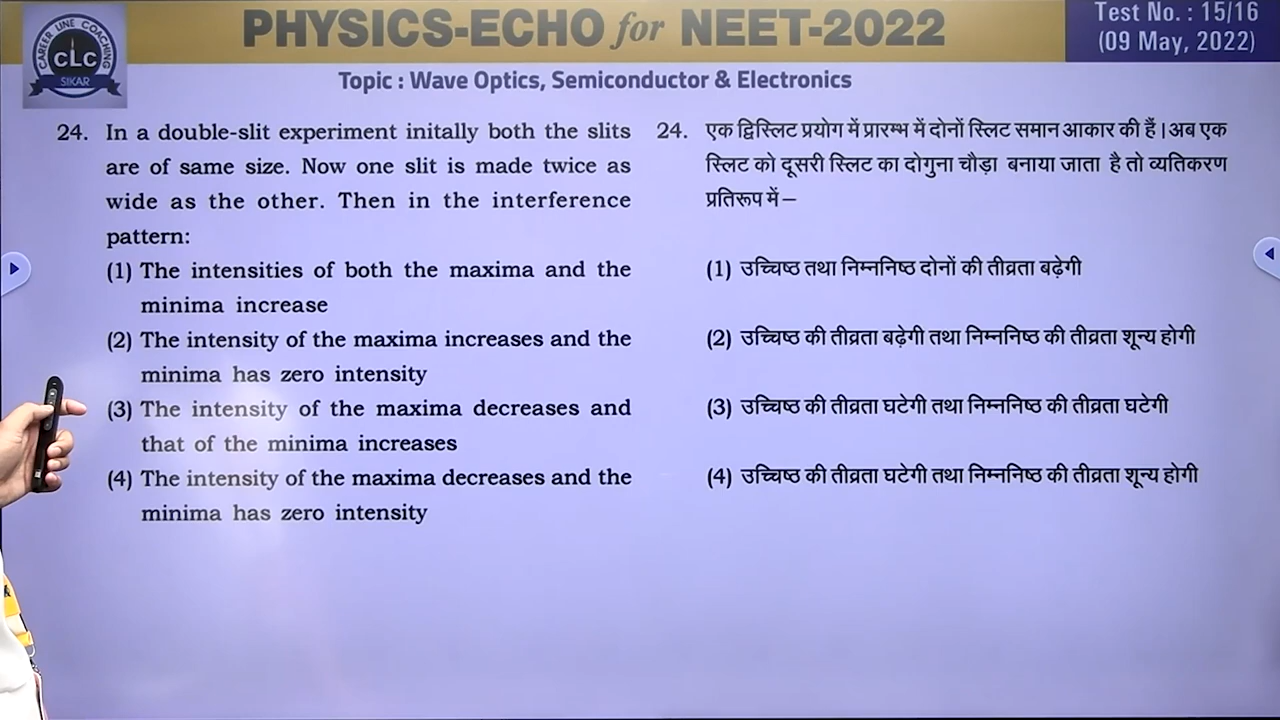 PHYSICS-ECHO for NEET-2022
Test No. : 15/16
(09 May, 2022)
CAREER LINE COACHING
CLC
SIKAR
Topic : Wave Optics, Semiconductor & Electronics
24. In a double-slit experiment initally both the slits
are of same size. Now one slit is made twice as
wide as the other. Then in the interference
pattern:
(1) The intensities of both the maxima and the
minima increase
(2) The intensity of the maxima increases and the
minima has zero intensity
(3) The intensity of the maxima decreases and
that of the minima increases
(4) The intensity of the maxima decreases and the
minima has zero intensity
24. एक द्विस्लिट प्रयोग में प्रारम्भ में दोनों स्लिट समान आकार की हैं। अब एक
स्लिट को दूसरी स्लिट का दोगुना चौड़ा बनाया जाता है तो व्यतिकरण
प्रतिरूप में –
(1) उच्चिष्ठ तथा निम्ननिष्ठ दोनों की तीव्रता बढ़ेगी
(2) उच्चिष्ठ की तीव्रता बढ़ेगी तथा निम्ननिष्ठ की तीव्रता शून्य होगी
(3) उच्चिष्ठ की तीव्रता घटेगी तथा निम्ननिष्ठ की तीव्रता घटेगी
(4) उच्चिष्ठ की तीव्रता घटेगी तथा निम्ननिष्ठ की तीव्रता शून्य होगी